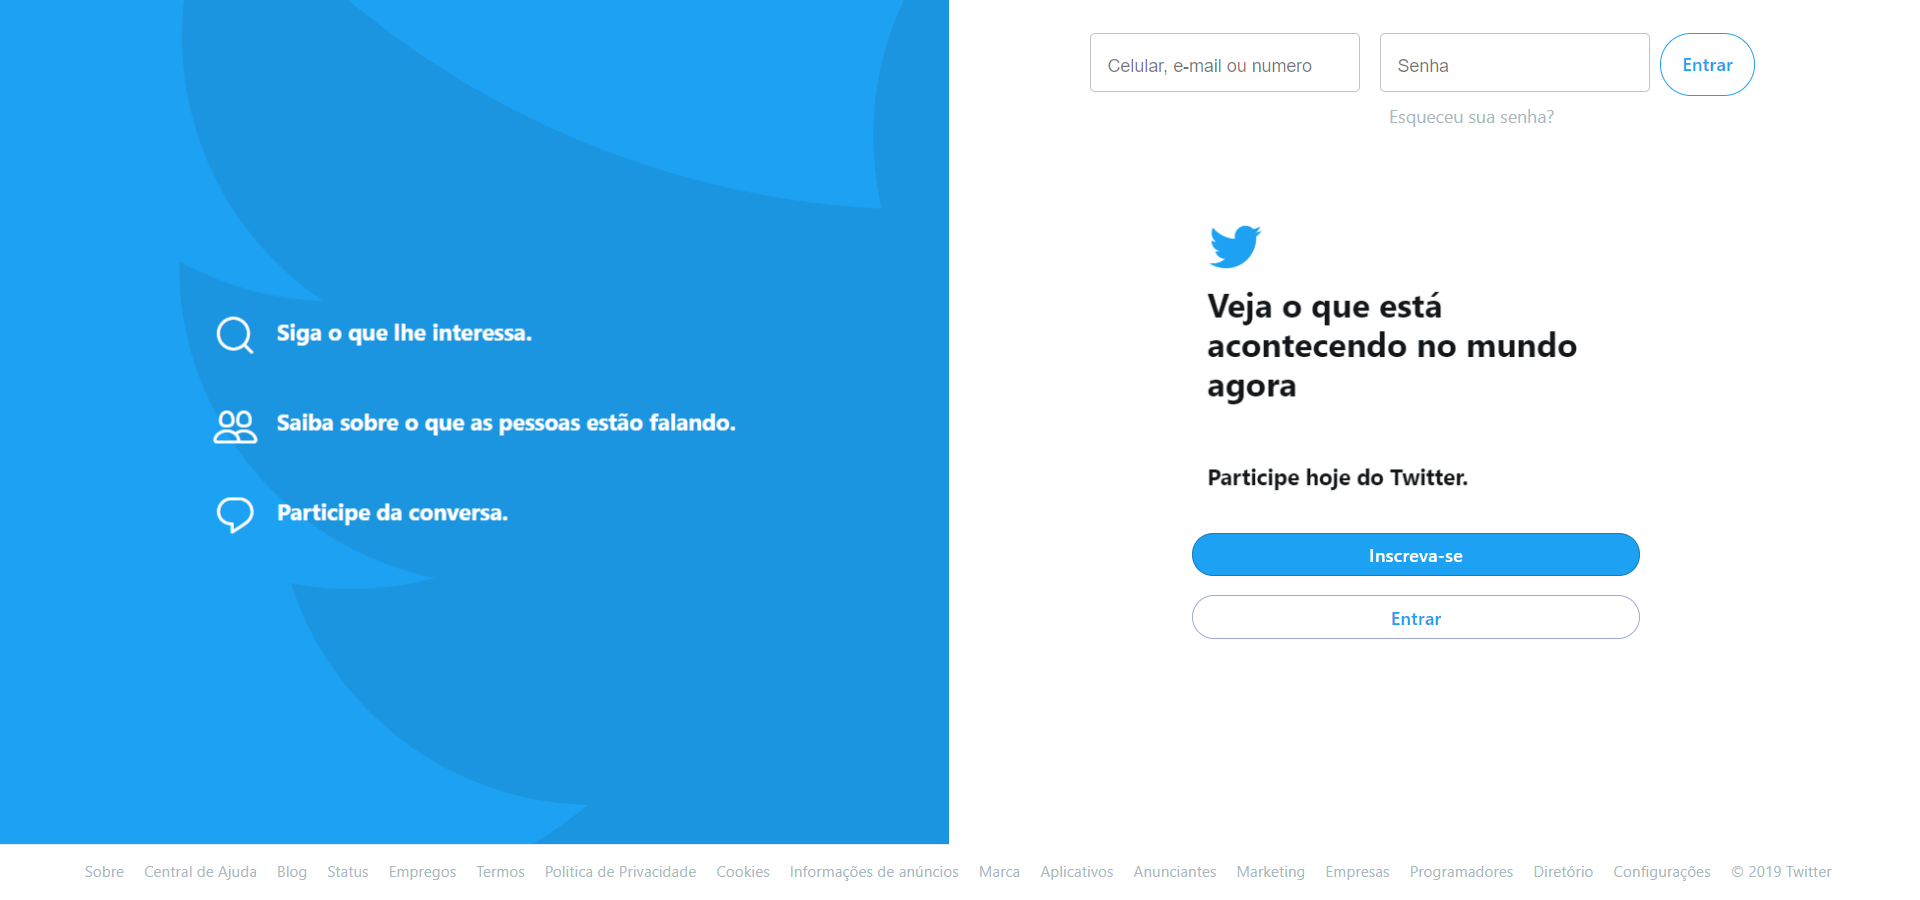 Celular, e-mail ou numero
Senha
Entrar
Esqueceu sua senha?
Siga o que lhe interessa.
Saiba sobre o que as pessoas estão falando.
Participe da conversa.
Veja o que está
acontecendo no mundo
agora
Participe hoje do Twitter.
Inscreva-se
Entrar
Sobre Central de Ajuda Blog Status Empregos Termos Politica de Privacidade Cookies Informações de anúncios Marca Aplicativos Anunciantes Marketing Empresas Programadores Diretório Configurações © 2019 Twitter